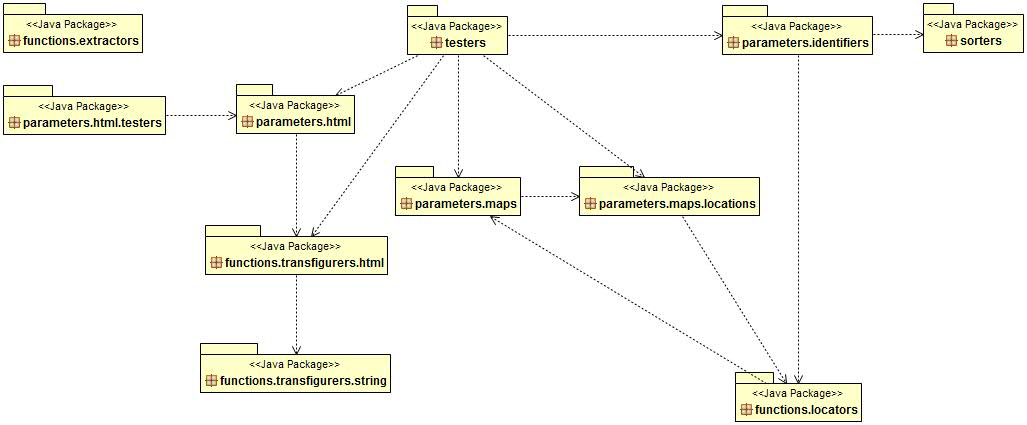 <<Java Package>>
functions.extractors
<<Java Package>>
testers
<<Java Package>>
parameters.identifiers
<<Java Package>>
sorters
<<Java Package>>
parameters.html.testers
<<Java Package>>
parameters.html
<<Java Package>>
parameters.maps
<<Java Package>>
parameters.maps.locations
<<Java Package>>
functions.transfigurers.html
<<Java Package>>
functions.transfigurers.string
<<Java Package>>
functions.locators